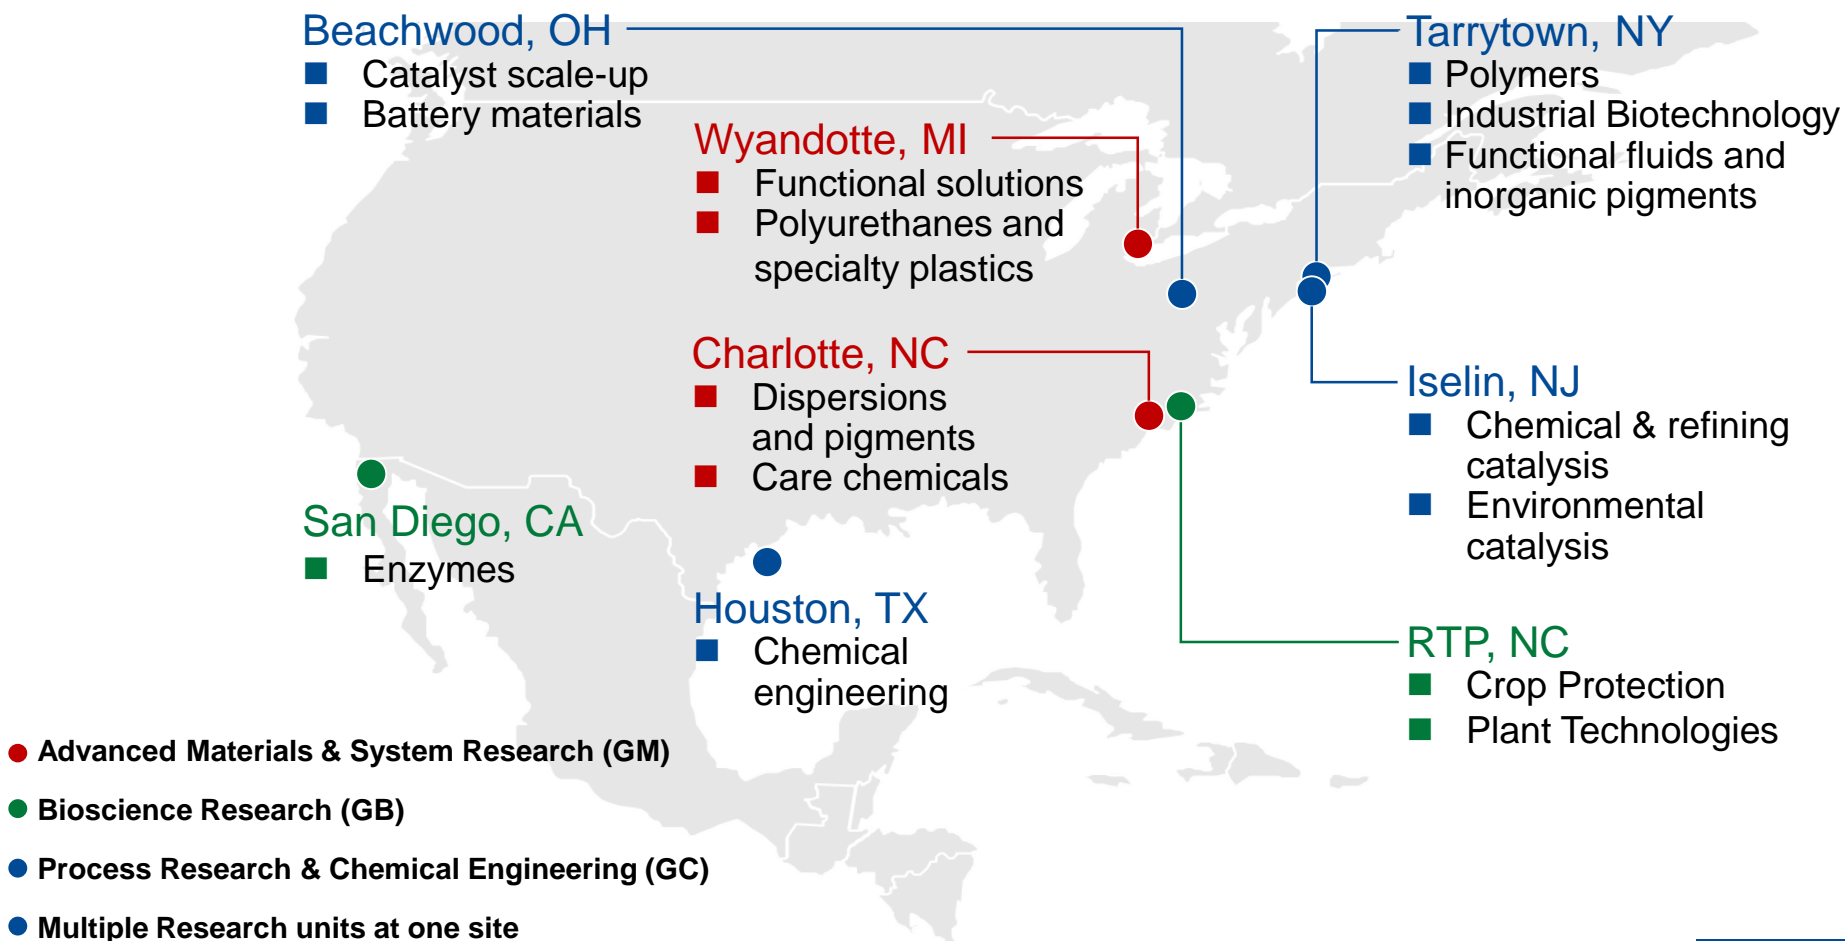 Beachwood, OH
Catalyst scale-up
Battery materials
Wyandotte, MI
Functional solutions
Polyurethanes and
specialty plastics
Charlotte, NC
Dispersions
and pigments
Care chemicals
San Diego, CA
Enzymes
Houston, TX
Chemical
engineering
Tarrytown, NY
Polymers
Industrial Biotechnology
Functional fluids and
inorganic pigments
Iselin, NJ
Chemical & refining
catalysis
Environmental
catalysis
RTP, NC
Crop Protection
Plant Technologies
Advanced Materials & System Research (GM)
Bioscience Research (GB)
Process Research & Chemical Engineering (GC)
Multiple Research units at one site